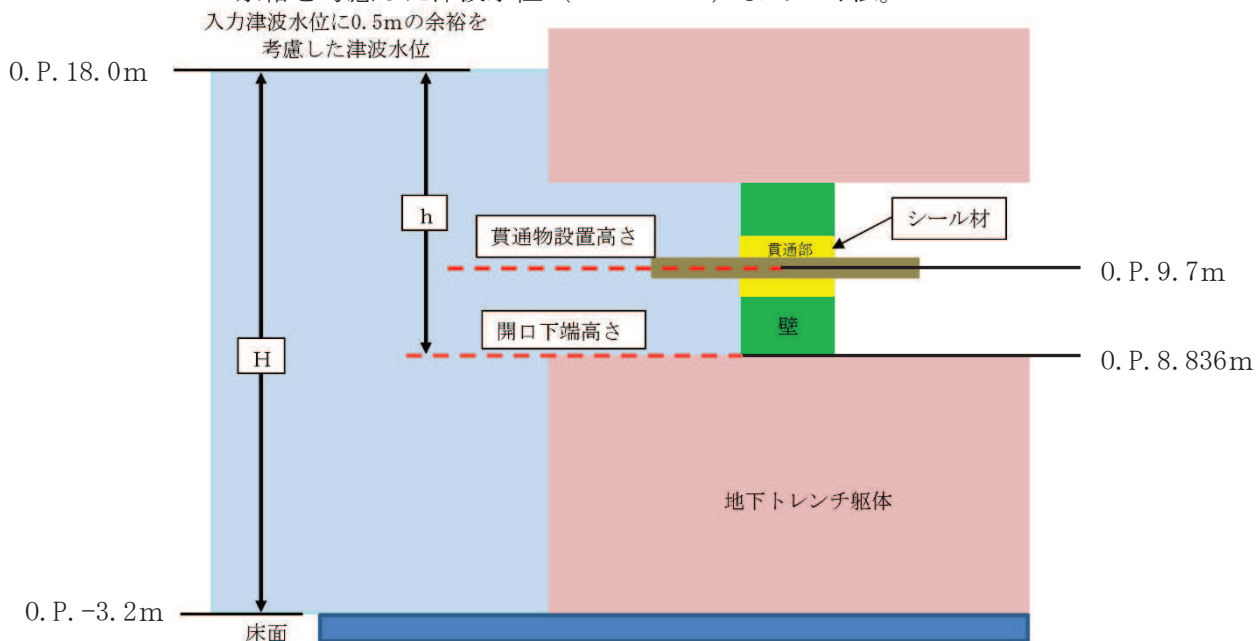 入力津波水位に0.5mの余裕を
考慮した津波水位
O.P.18.0m
h
シール材
貫通物設置高さ
貫通部
O.P.9.7m
開口下端高さ
壁
H
O.P.8.836m
地下トレンチ躯体
O.P.-3.2m
床面